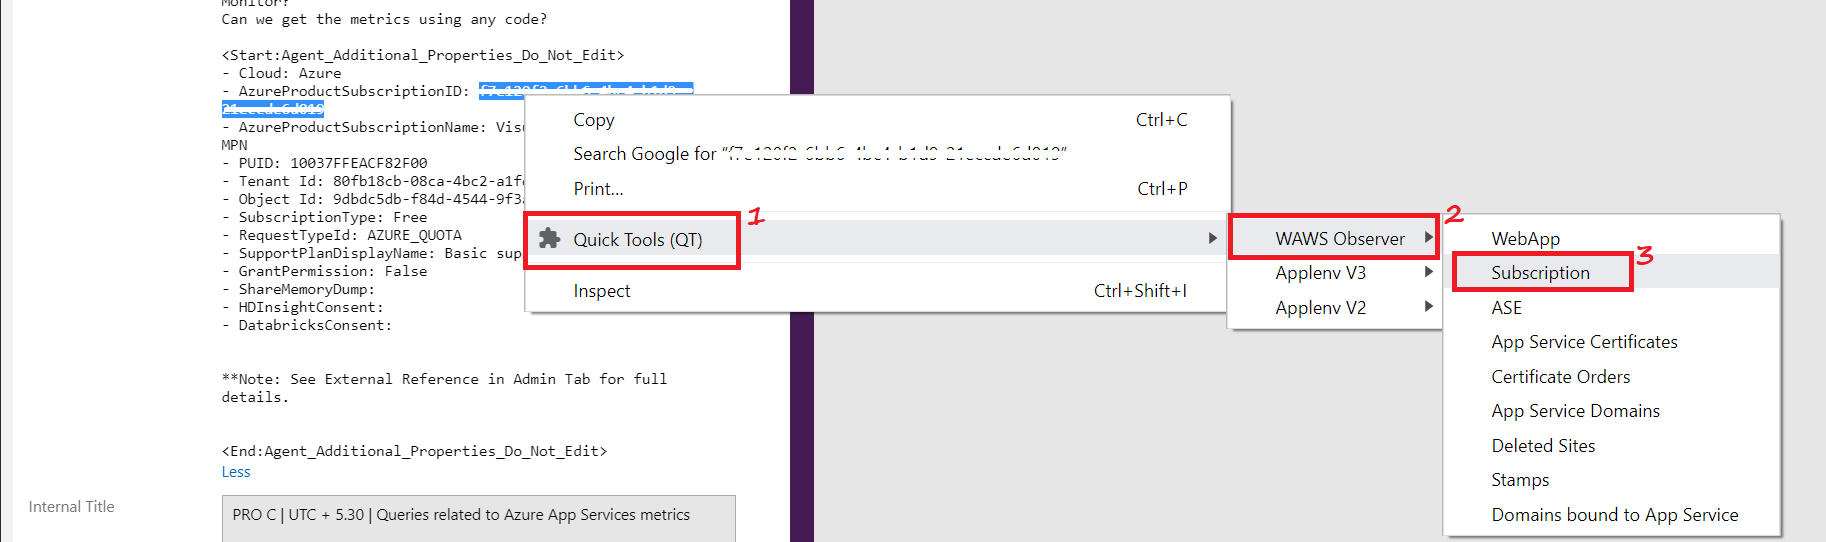 Monitor?
Can we get the metrics using any code?
<Start:Agent_Additional_Properties_Do_Not_Edit>
- Cloud: Azure
- AzureProductSubscriptionID:
- AzureProductSubscriptionName: Visu
MPN
- PUID: 10037FFEACF82F00
- Tenant Id: 80fb18cb-08ca-4bc2-a1f
- Object Id: 9dbdc5db-f84d-4544-9f3
- SubscriptionType: Free
- RequestTypeId: AZURE_QUOTA
- SupportPlanDisplayName: Basic sup
- GrantPermission: False
- ShareMemoryDump:
- HDInsightConsent:
- DatabricksConsent:
**Note: See External Reference in Admin Tab for full
details.
<End:Agent_Additional_Properties_Do_Not_Edit>
Less
Internal Title
PRO C | UTC + 5.30 | Queries related to Azure App Services metrics
Copy Ctrl+C
Search Google for
Print... Ctrl+P
Quick Tools (QT)
1
Inspect Ctrl+Shift+I
WAWS Observer
2
Applenv V3
Applenv V2
WebApp
Subscription
3
ASE
App Service Certificates
Certificate Orders
App Service Domains
Deleted Sites
Stamps
Domains bound to App Service